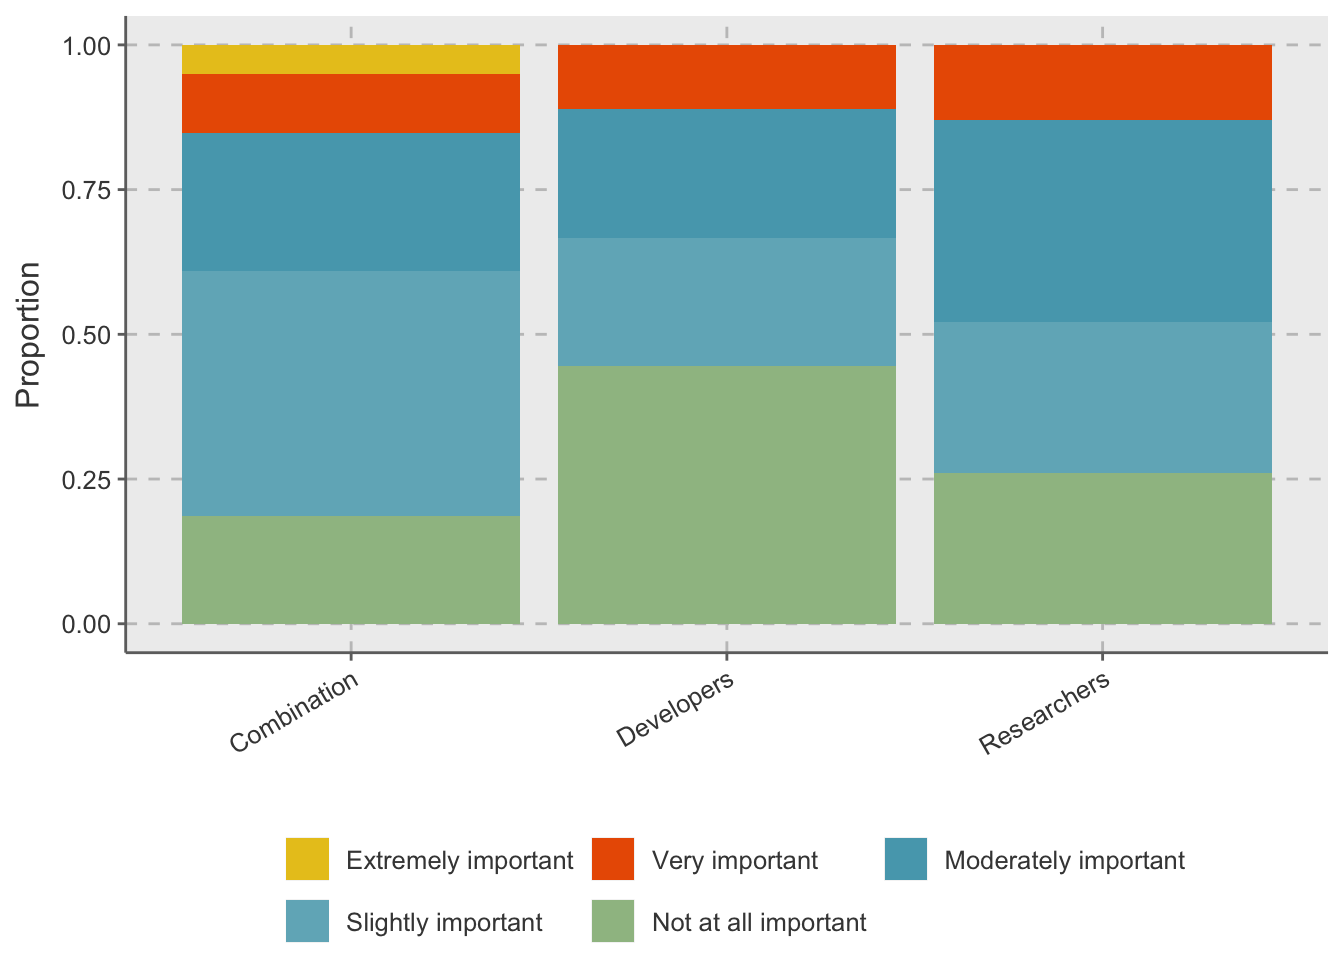 Proportion
1.00
0.75
0.50
0.25
0.00
Combination
Developers
Researchers
Extremely important
Very important
Moderately important
Slightly important
Not at all important